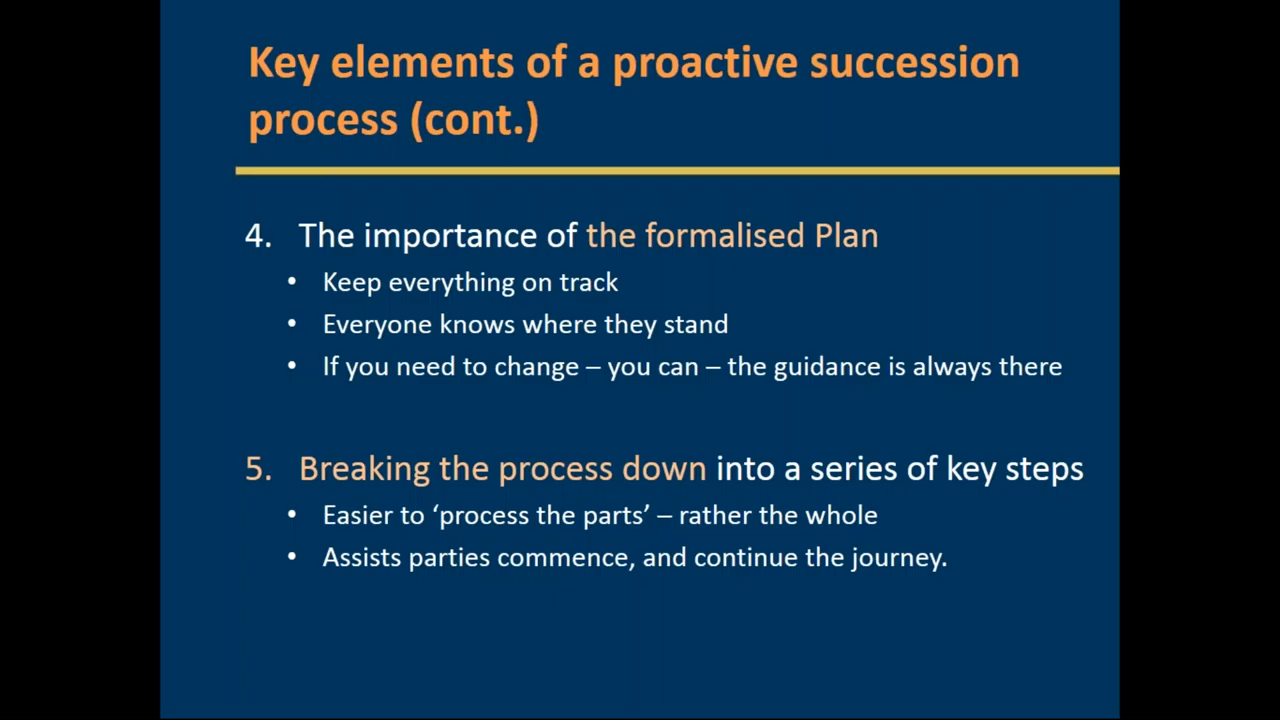 Key elements of a proactive succession
process (cont.)
4. The importance of the formalised Plan
• Keep everything on track
• Everyone knows where they stand
• If you need to change – you can – the guidance is always there
5. Breaking the process down into a series of key steps
• Easier to ‘process the parts’ – rather the whole
• Assists parties commence, and continue the journey.